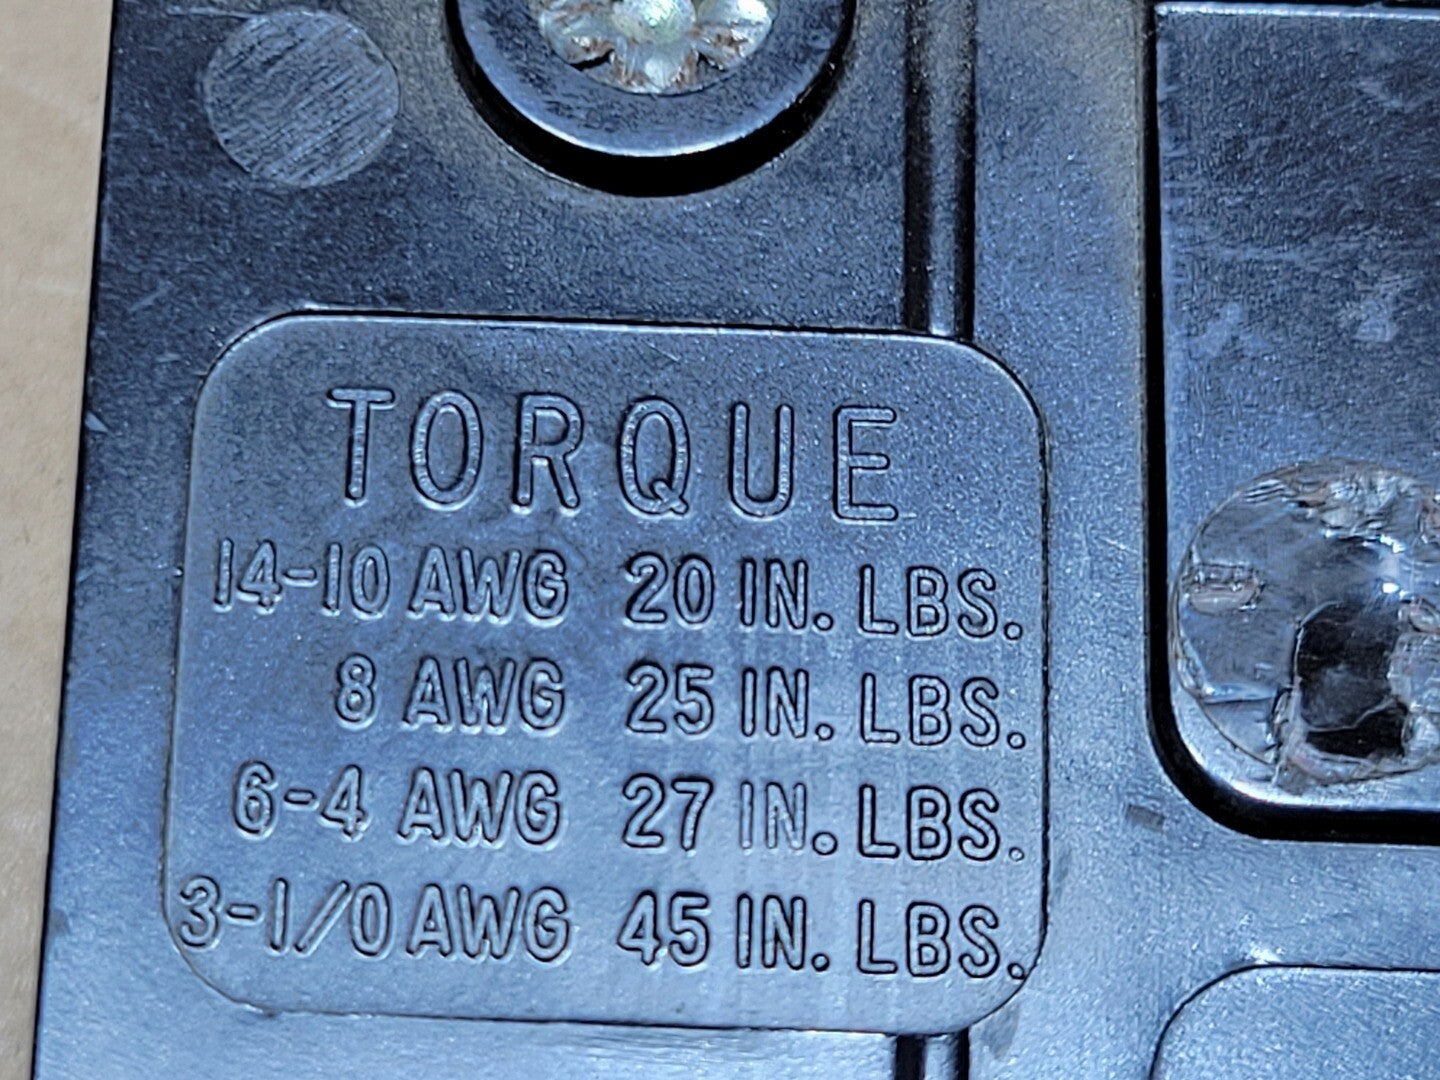 TORQUE
14-10 AWG 20 IN. LBS.
8 AWG 25 IN. LBS.
6-4 AWG 27 IN. LBS.
3-1/0 AWG 45 IN. LBS.